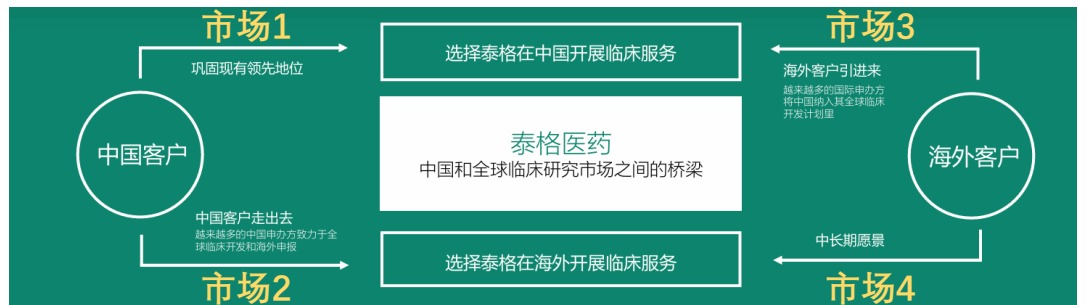 市场1
巩固现有领先地位
选择泰格在中国开展临床服务
市场3
海外客户引进来
越来越多的国际申办方
将中国纳入其全球临床
开发计划里
中国客户
泰格医药
中国和全球临床研究市场之间的桥梁
海外客户
中国客户走出去
越来越多的中国申办方致力于全
球临床开发和海外申报
市场2
选择泰格在海外开展临床服务
中长期愿景
市场4